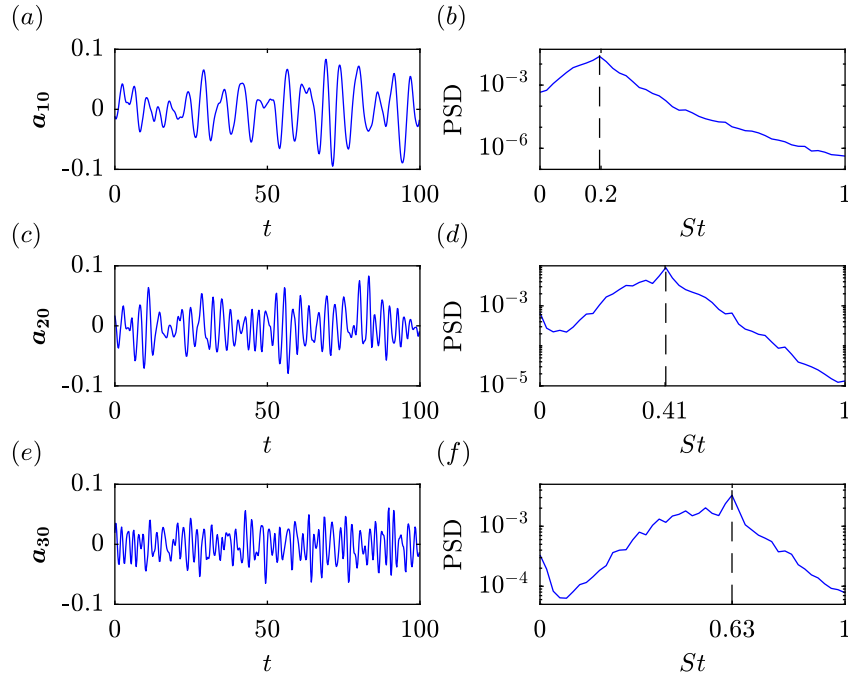 (a)
0.1
0
-0.1
a10
0 50 100
t
(b)
10−3
10−6
PSD
0 0.2 1
St
(c)
0.1
0
-0.1
a20
0 50 100
t
(d)
10−3
10−5
PSD
0 0.41 1
St
(e)
0.1
0
-0.1
a30
0 50 100
t
(f)
10−3
10−4
PSD
0 0.63 1
St